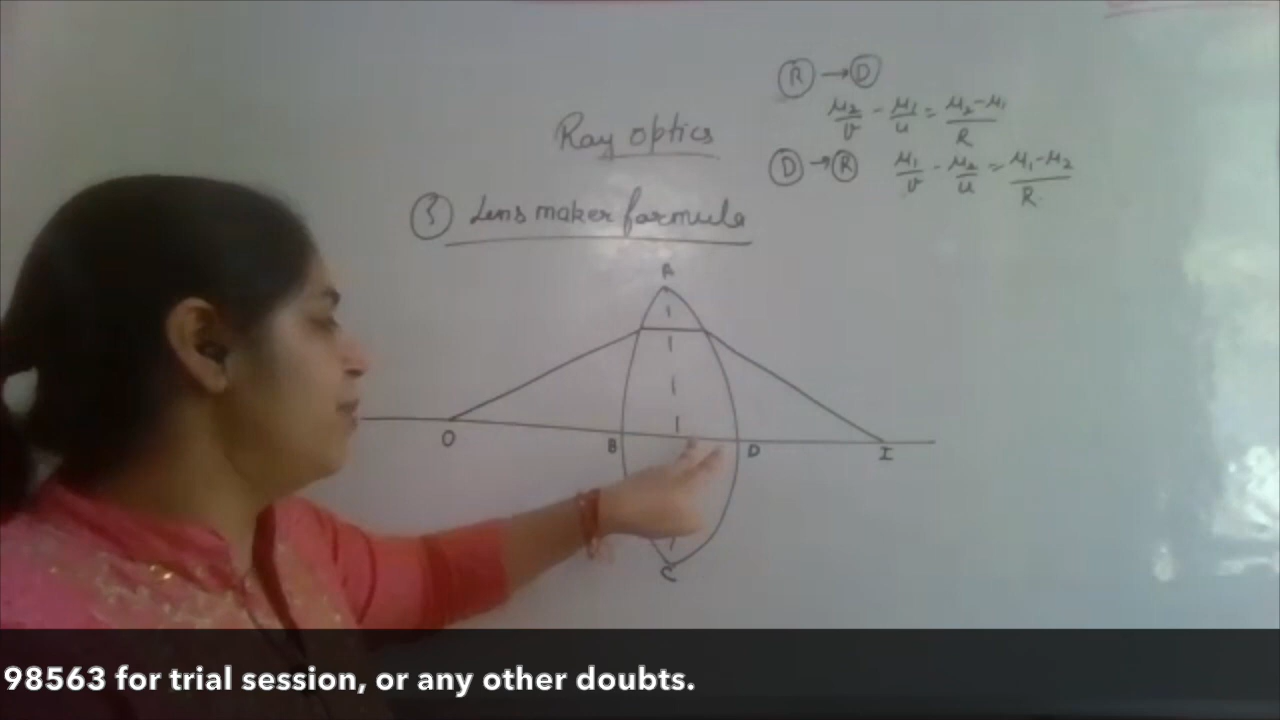 Ray optics
③ Lens maker formula
Ⓡ → Ⓓ
μ₂/v - μ₁/u = μ₂-μ₁/R
Ⓓ → Ⓡ μ₁/v - μ₂/u = μ₁-μ₂/R
A
O
B
D
I
C
98563 for trial session, or any other doubts.